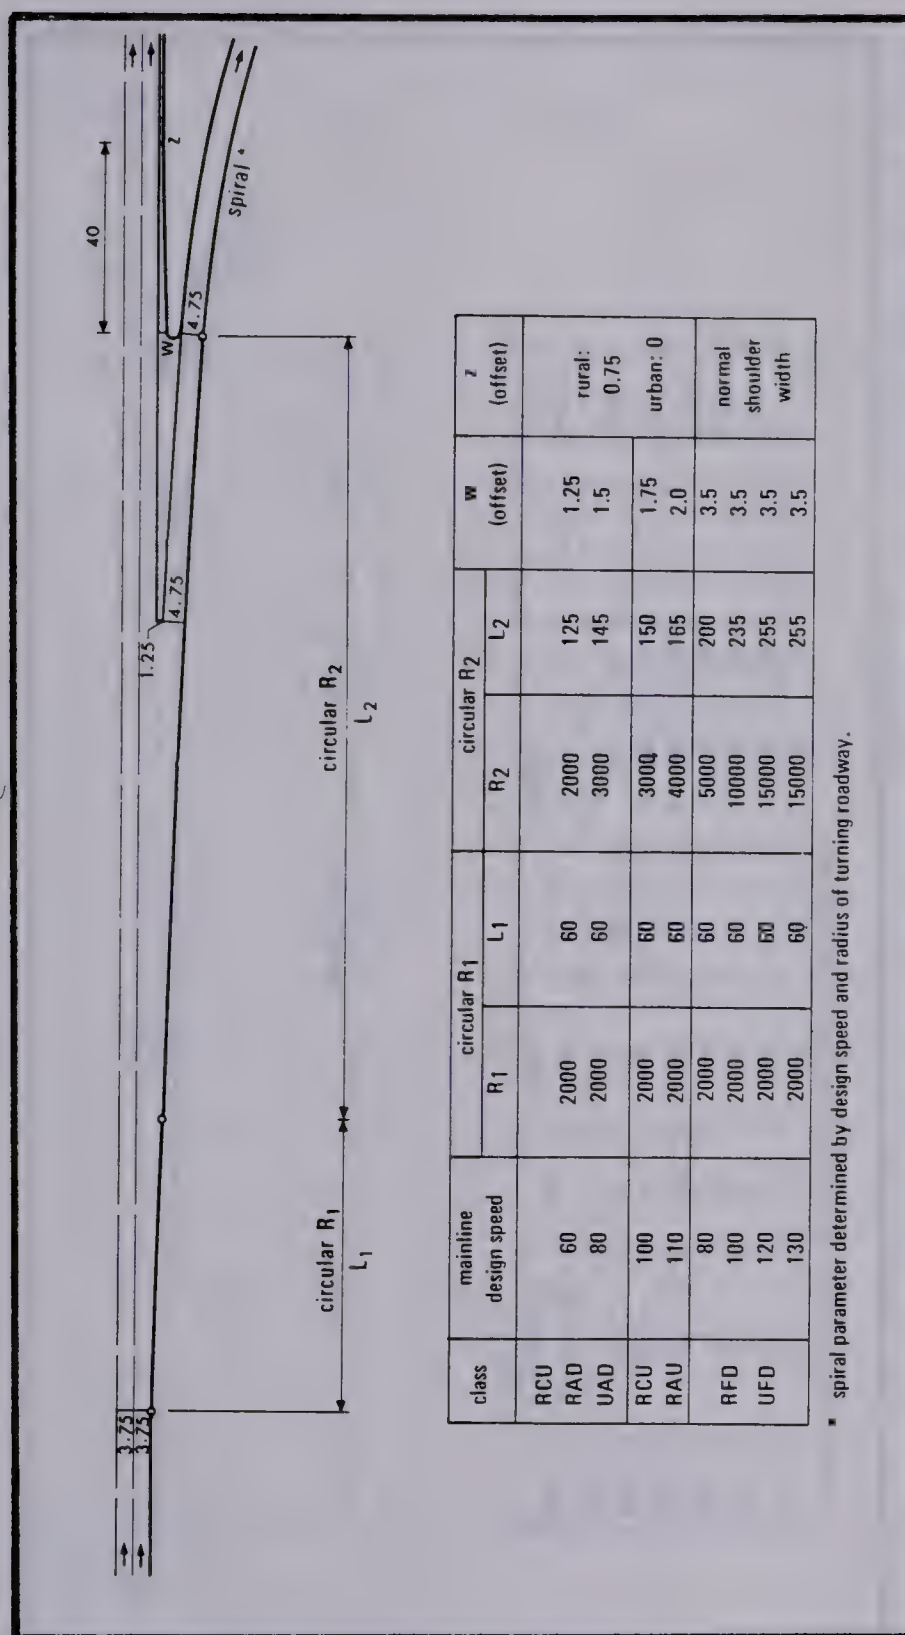 40
w
z
4.75
spiral *
1.25
4.75
3.75
3.75
circular R1
L1
circular R2
L2
class mainline design speed circular R1 circular R2 w (offset) z (offset)
R1 L1 R2 L2
RCU
RAD 60 2000 60 2000 125 1.25 rural:
UAD 80 2000 60 3000 145 1.5 0.75
RCU 100 2000 60 3000 150 1.75 urban: 0
RAU 110 2000 60 4000 165 2.0
80 2000 60 5000 200 3.5 normal
RFD 100 2000 60 10000 235 3.5 shoulder
UFD 120 2000 60 15000 255 3.5 width
130 2000 60 15000 255 3.5
* spiral parameter determined by design speed and radius of turning roadway.